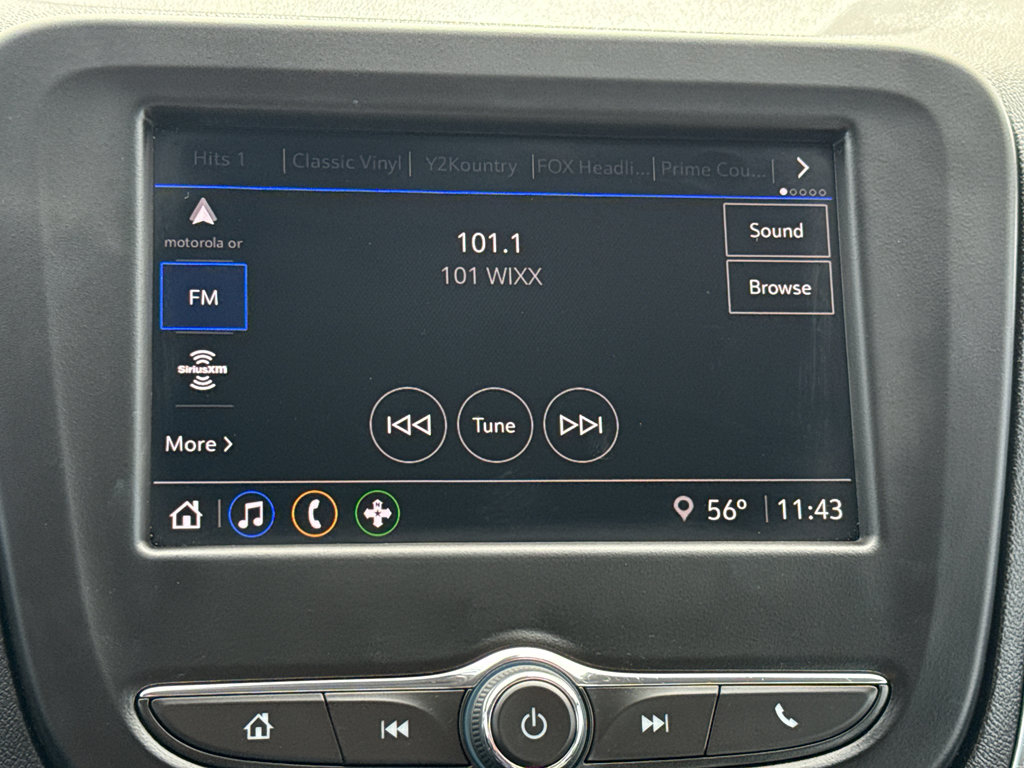 Hits 1
Classic Vinyl
Y2Kountry
FOX Headli...
Prime Cou...
motorola or
101.1
101 WIXX
Sound
Browse
FM
SiriusXM
More
Tune
56°
11:43